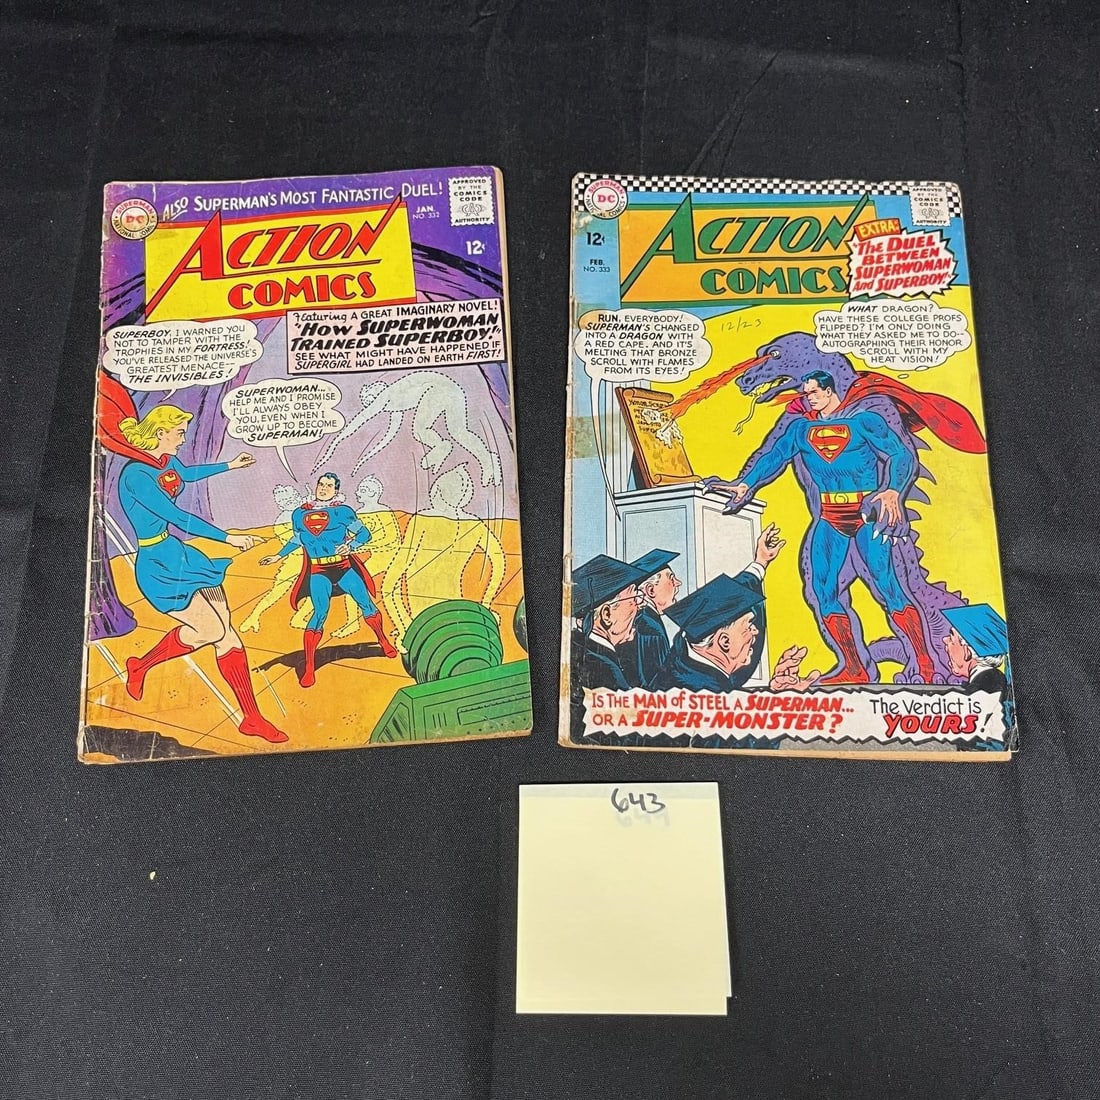 ALSO SUPERMAN'S MOST FANTASTIC DUEL!
SUPERMAN
DC
NATIONAL COMICS
JAN.
NO. 332
APPROVED
BY THE
COMICS
CODE
AUTHORITY
12¢
ACTION
COMICS
Featuring A GREAT IMAGINARY NOVEL!
"HOW SUPERWOMAN
TRAINED SUPERBOY!"
SEE WHAT MIGHT HAVE HAPPENED IF
SUPERGIRL HAD LANDED ON EARTH FIRST!
SUPERBOY, I WARNED YOU
NOT TO TAMPER WITH THE
TROPHIES IN MY FORTRESS!
YOU'VE RELEASED THE UNIVERSE'S
GREATEST MENACE--
THE INVISIBLES!
SUPERWOMAN...
HELP ME AND I PROMISE
I'LL ALWAYS OBEY
YOU, EVEN WHEN I
GROW UP TO BECOME
SUPERMAN!
SUPERMAN
DC
NATIONAL COMICS
12¢
FEB.
NO. 333
ACTION
COMICS
APPROVED
BY THE
COMICS
CODE
AUTHORITY
EXTRA:
"The DUEL
BETWEEN
SUPERWOMAN
And SUPERBOY!"
12/23
RUN, EVERYBODY!
SUPERMAN'S CHANGED
INTO A DRAGON WITH
A RED CAPE. AND IT'S
MELTING THAT BRONZE
SCROLL WITH FLAMES
FROM ITS EYES!
WHAT DRAGON?
HAVE THESE COLLEGE PROFS
FLIPPED? I'M ONLY DOING
WHAT THEY ASKED ME TO DO--
AUTOGRAPHING THEIR HONOR
SCROLL WITH MY
HEAT VISION!
IS THE MAN of STEEL A SUPERMAN...
OR A SUPER-MONSTER?
The Verdict is
YOURS!
643